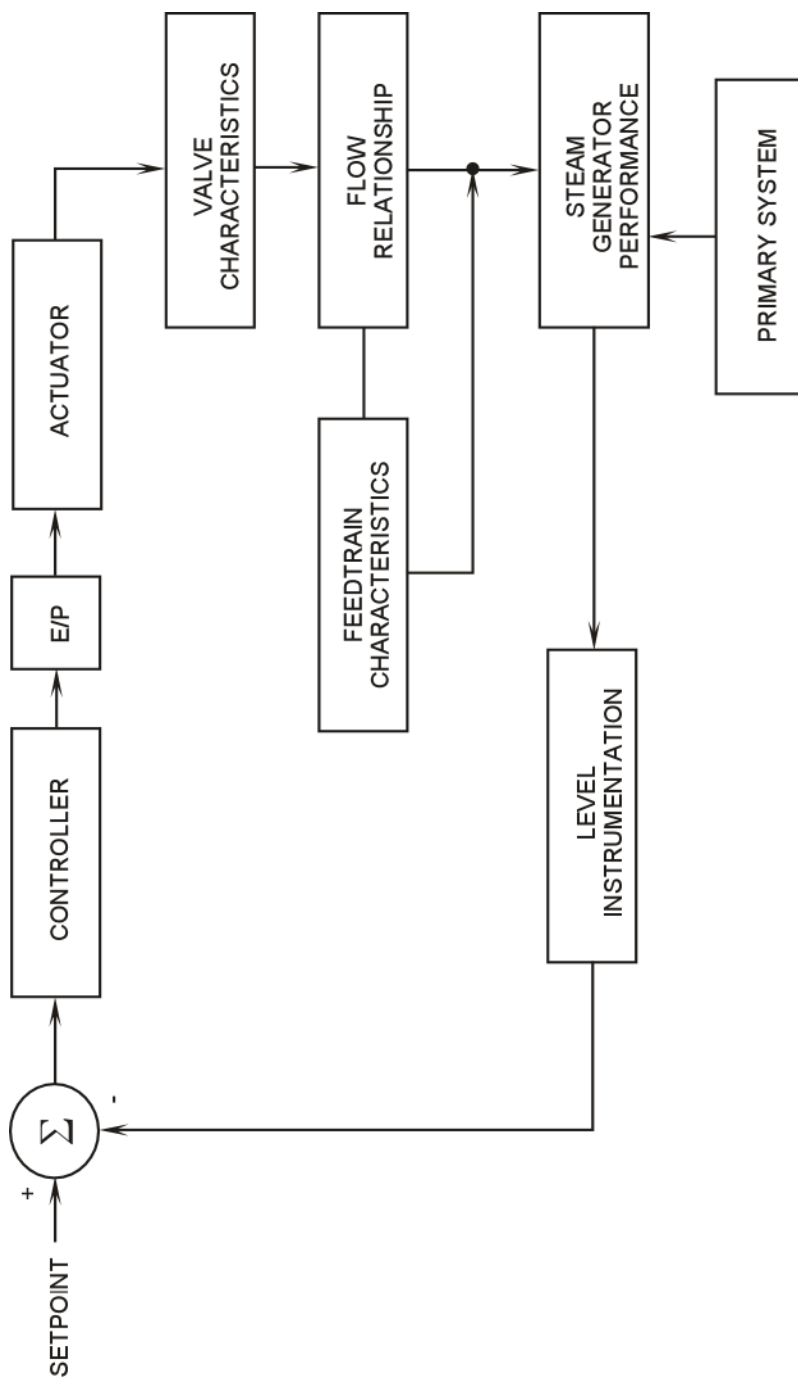 SETPOINT
+
Σ
-
CONTROLLER
E/P
ACTUATOR
VALVE
CHARACTERISTICS
FLOW
RELATIONSHIP
FEEDTRAIN
CHARACTERISTICS
STEAM
GENERATOR
PERFORMANCE
LEVEL
INSTRUMENTATION
PRIMARY SYSTEM